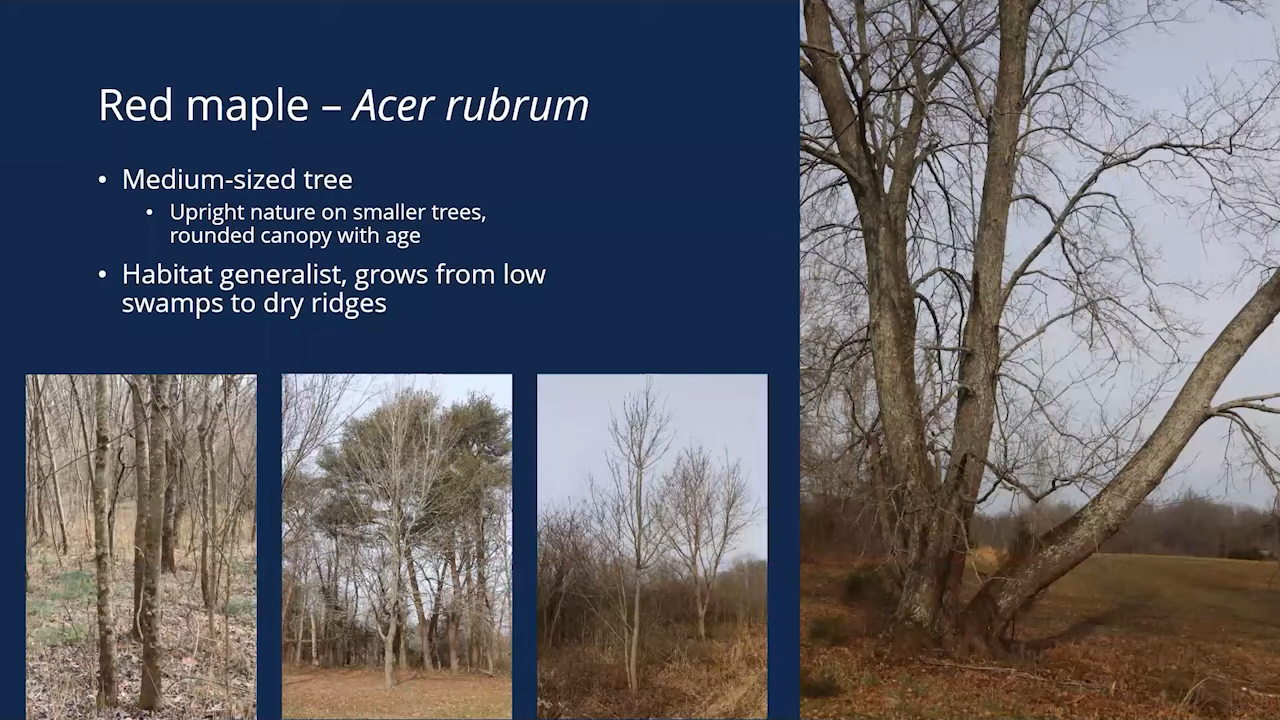 Red maple – Acer rubrum
• Medium-sized tree
• Upright nature on smaller trees,
rounded canopy with age
• Habitat generalist, grows from low
swamps to dry ridges